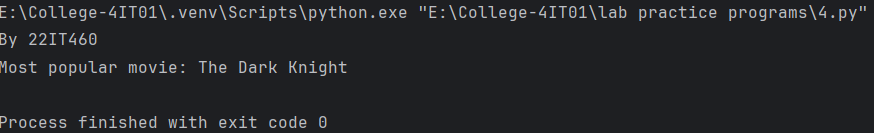 E:\College-4IT01\.venv\Scripts\python.exe "E:\College-4IT01\lab practice programs\4.py"
By 22IT460
Most popular movie: The Dark Knight
Process finished with exit code 0